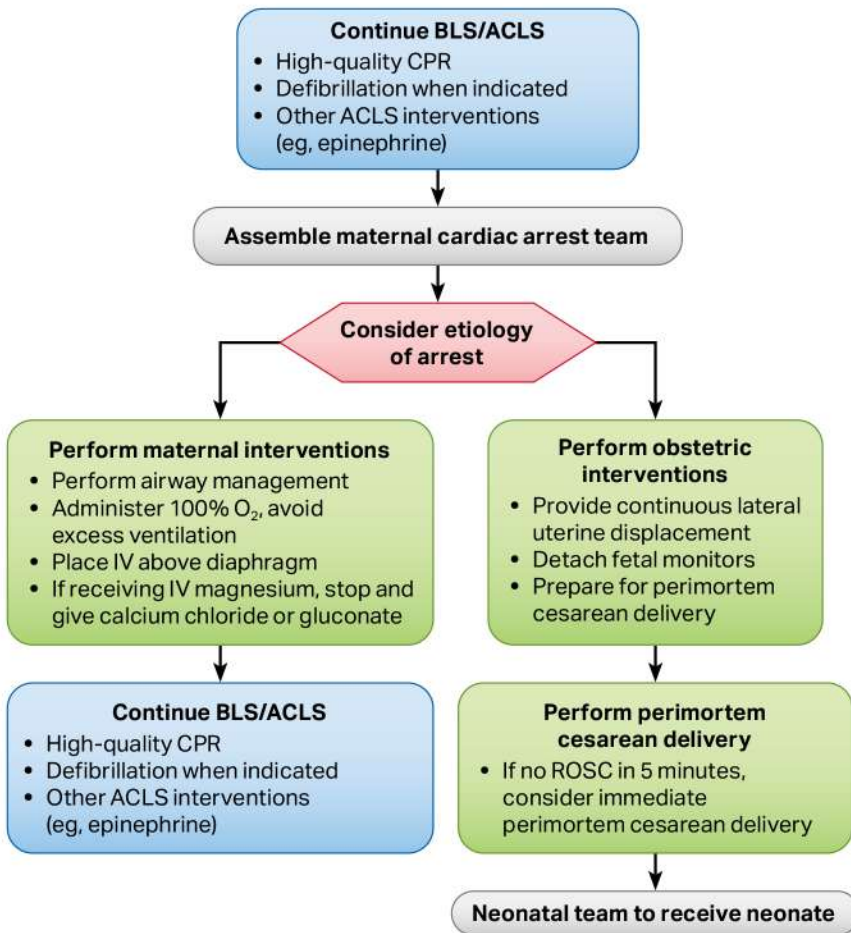 Continue BLS/ACLS
• High-quality CPR
• Defibrillation when indicated
• Other ACLS interventions
(eg, epinephrine)
Assemble maternal cardiac arrest team
Consider etiology
of arrest
Perform maternal interventions
• Perform airway management
• Administer 100% O₂, avoid
excess ventilation
• Place IV above diaphragm
• If receiving IV magnesium, stop and
give calcium chloride or gluconate
Perform obstetric
interventions
• Provide continuous lateral
uterine displacement
• Detach fetal monitors
• Prepare for perimortem
cesarean delivery
Continue BLS/ACLS
• High-quality CPR
• Defibrillation when indicated
• Other ACLS interventions
(eg, epinephrine)
Perform perimortem
cesarean delivery
• If no ROSC in 5 minutes,
consider immediate
perimortem cesarean delivery
Neonatal team to receive neonate